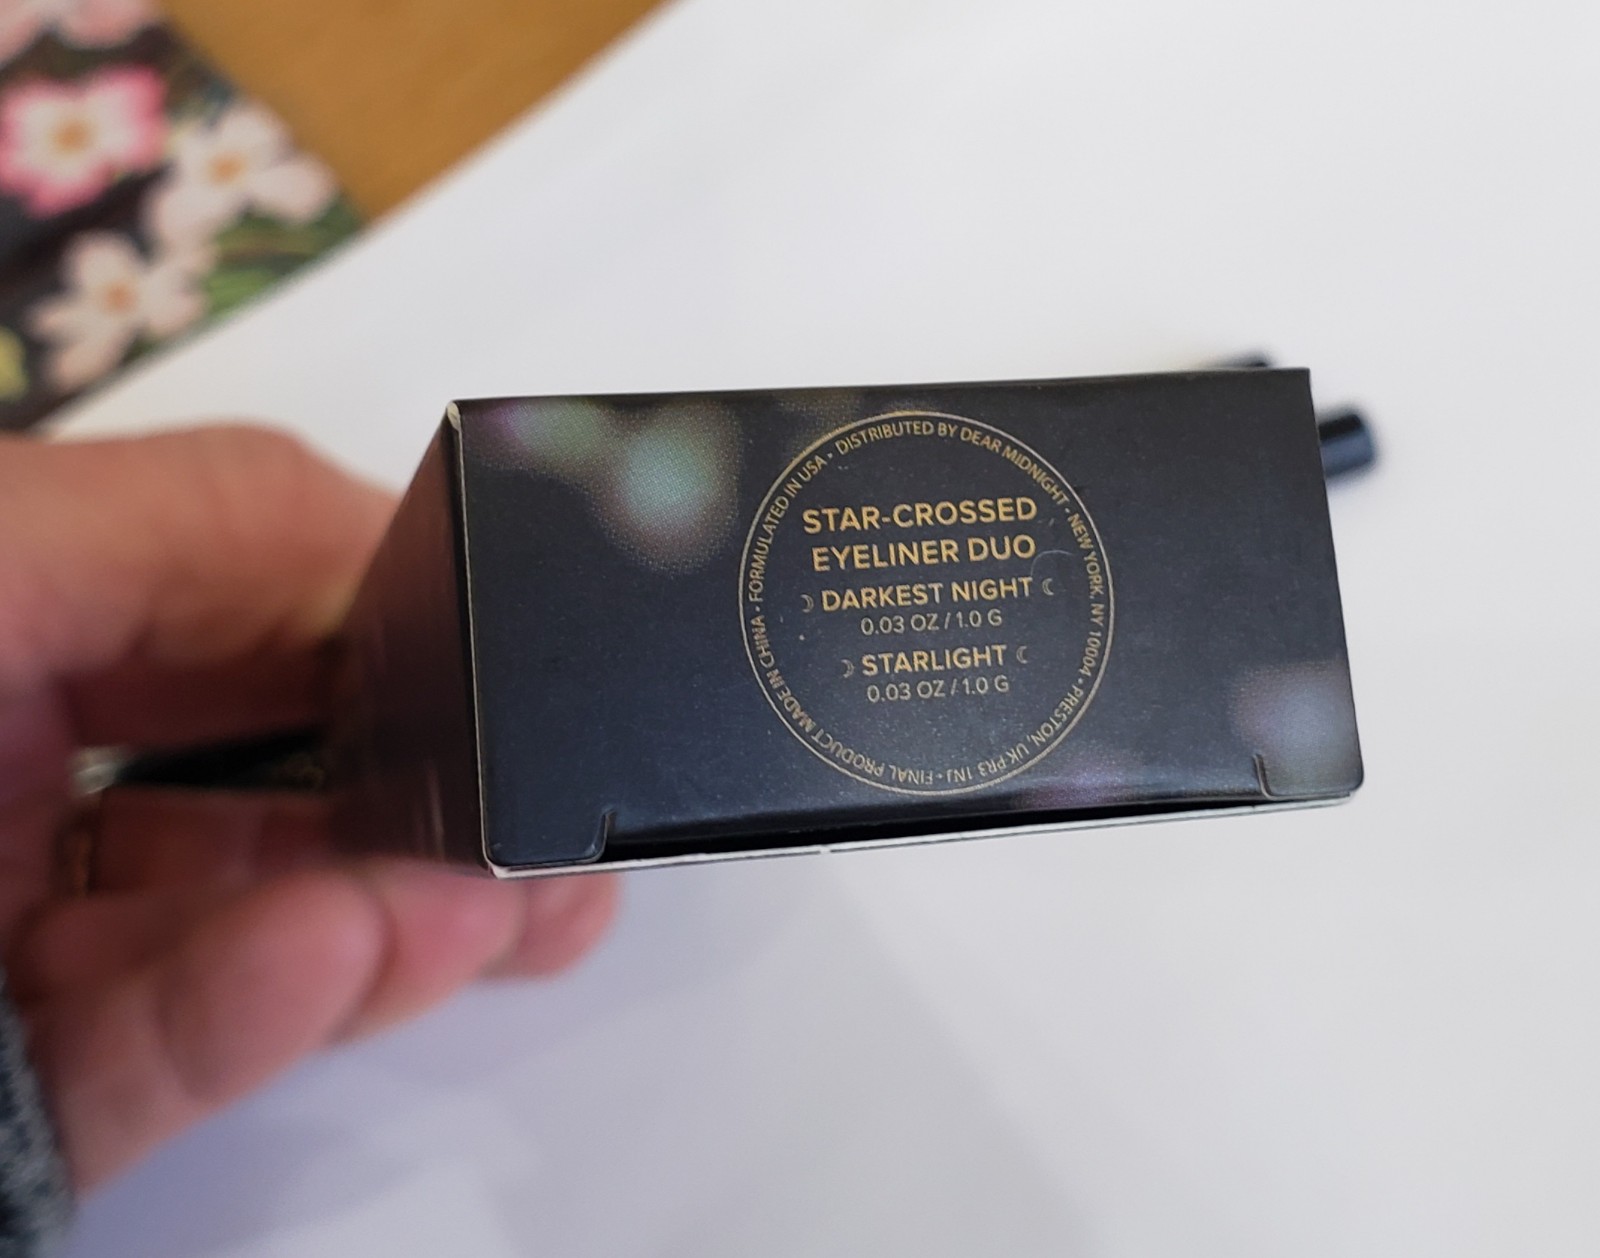 STAR-CROSSED
EYELINER DUO
DARKEST NIGHT
0.03 OZ / 1.0 G
STARLIGHT
0.03 OZ / 1.0 G
FORMULATED IN USA • DISTRIBUTED BY DEAR MIDNIGHT • NEW YORK, NY 10004 • PRESTON, UK PR3 1NJ • FINAL PRODUCT MADE IN CHINA •